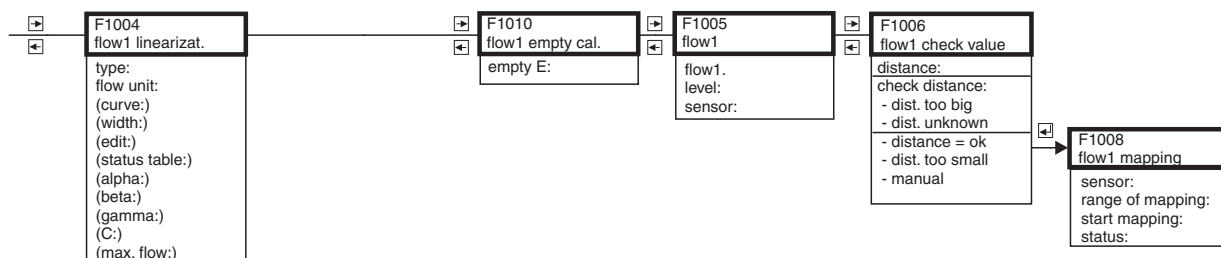 F1004
flow1 linearizat.
type:
flow unit:
(curve:)
(width:)
(edit:)
(status table:)
(alpha:)
(beta:)
(gamma:)
(C:)
(max. flow:)
F1010
flow1 empty cal.
empty E:
F1005
flow1
flow1.
level:
sensor:
F1006
flow1 check value
distance:
check distance:
- dist. too big
- dist. unknown
- distance = ok
- dist. too small
- manual
F1008
flow1 mapping
sensor:
range of mapping:
start mapping:
status: